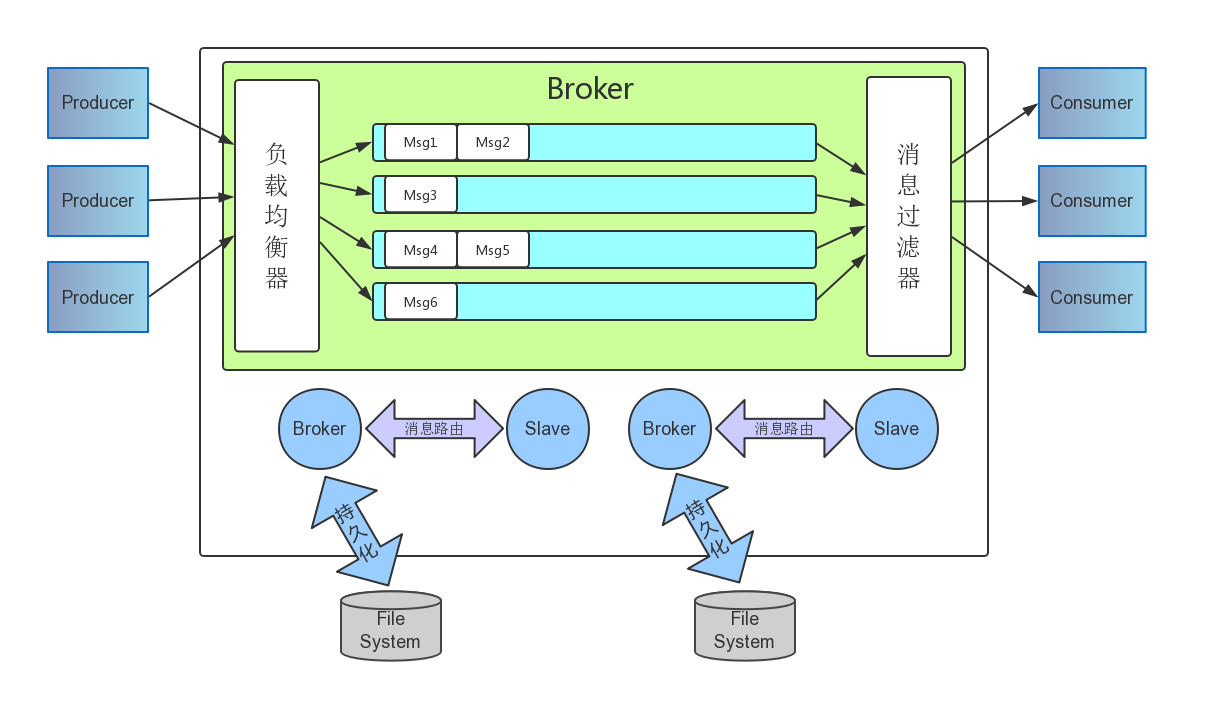 Broker
Producer
Producer
Producer
负载均衡器
Msg1
Msg2
Msg3
Msg4
Msg5
Msg6
消息过滤器
Consumer
Consumer
Consumer
Broker
消息路由
Slave
Broker
消息路由
Slave
持久化
持久化
File
System
File
System